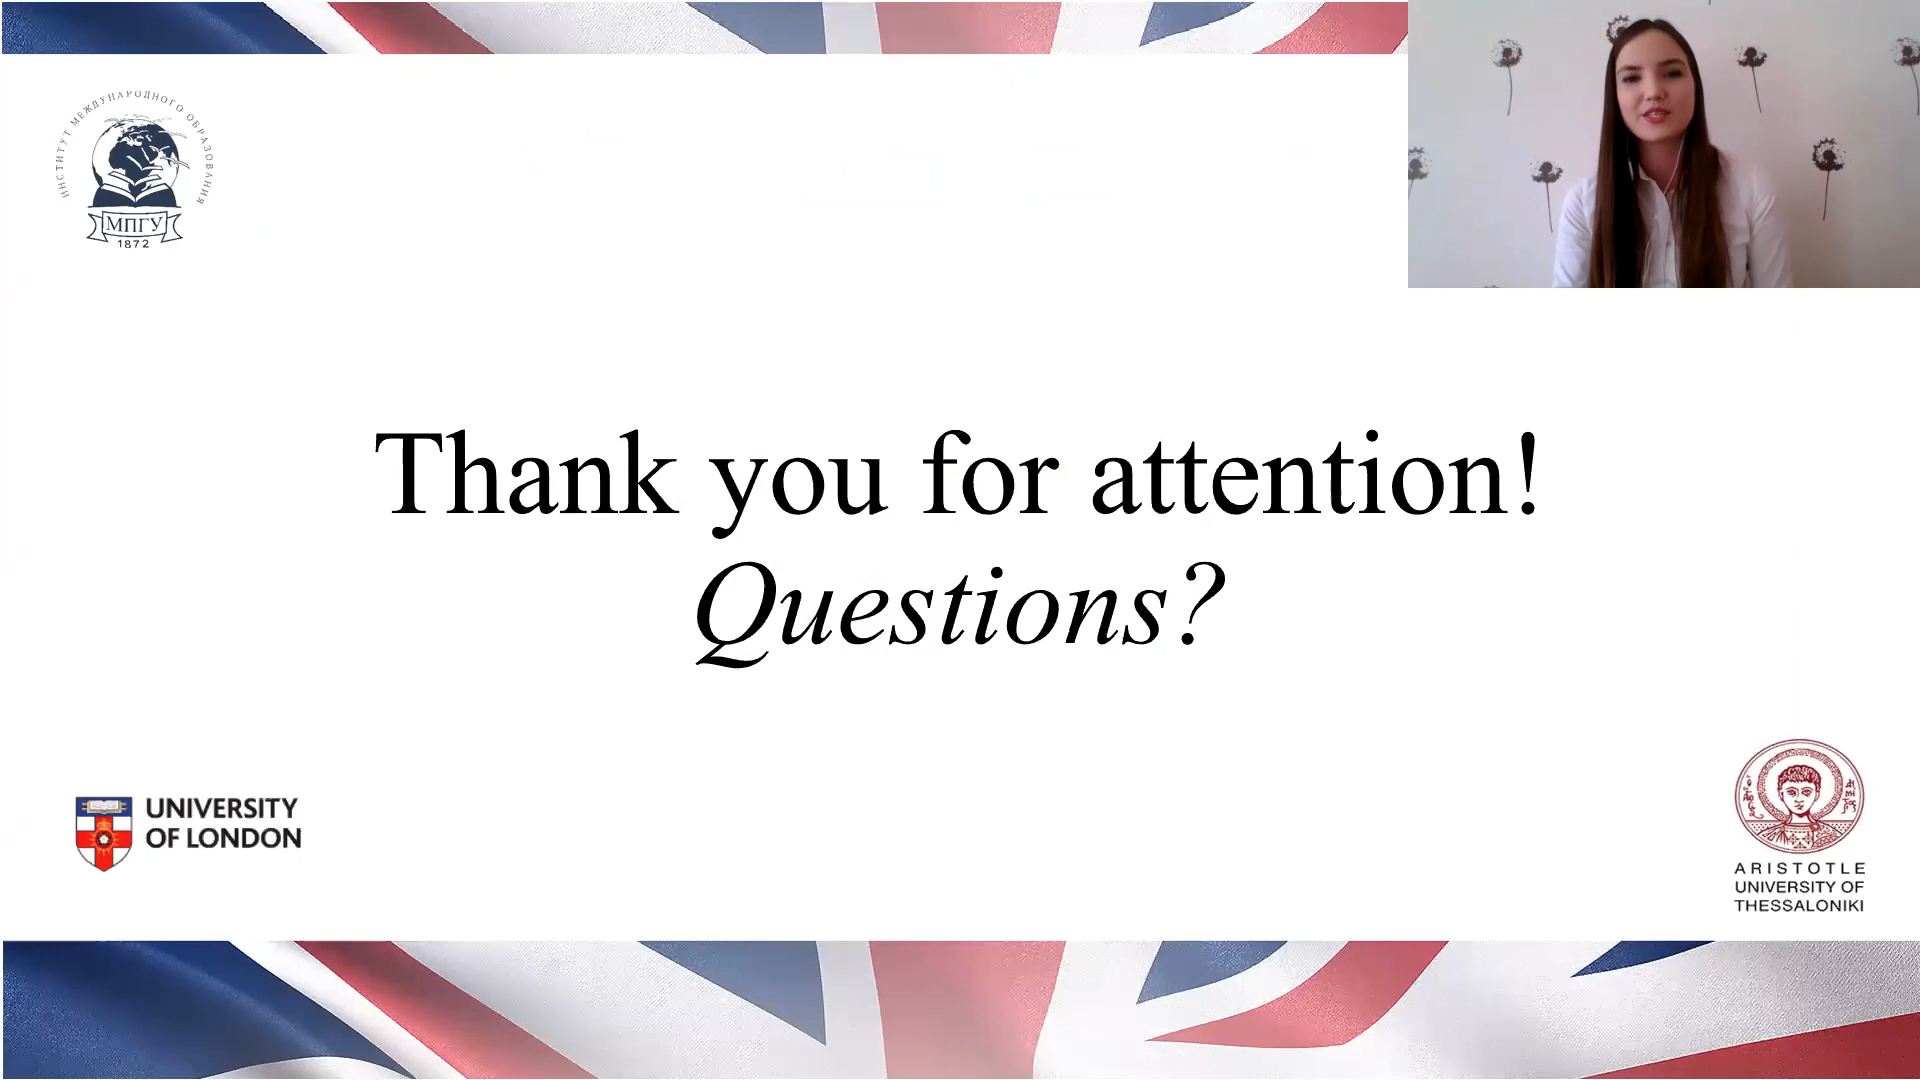 ИНСТИТУТ МЕЖДУНАРОДНОГО ОБРАЗОВАНИЯ
МПГУ
1872
Thank you for attention!
Questions?
UNIVERSITY
OF LONDON
ARISTOTLE
UNIVERSITY OF
THESSALONIKI